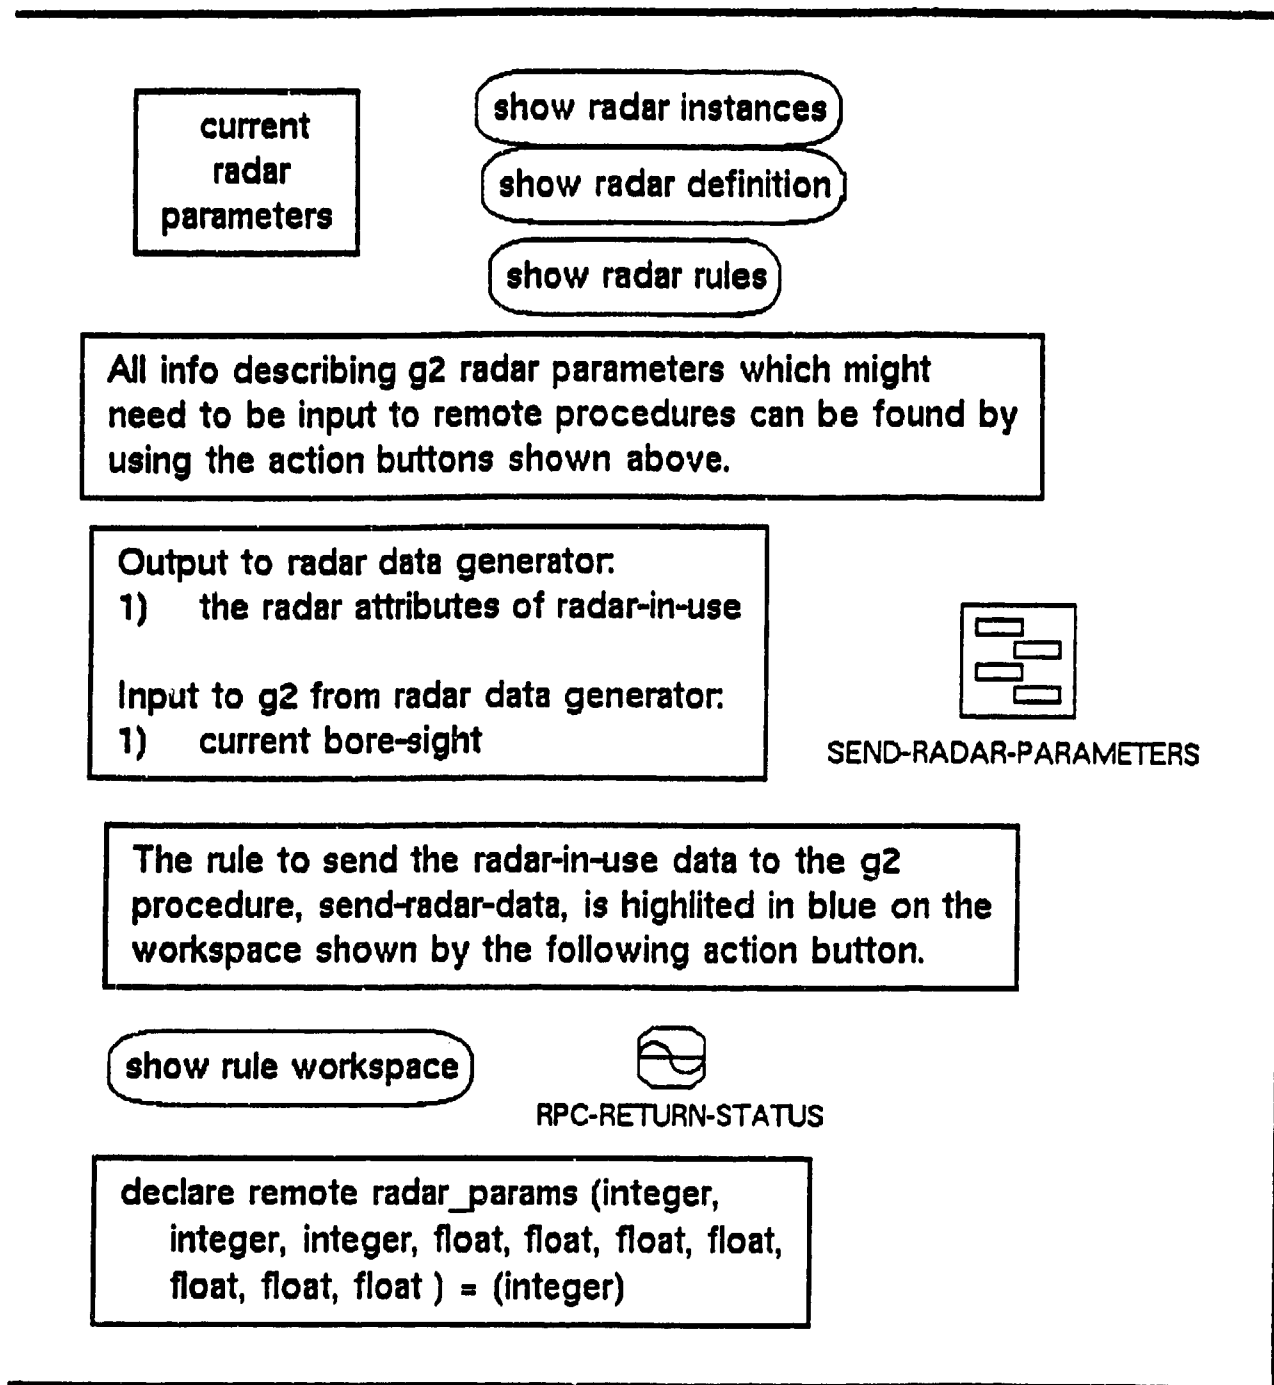 current
radar
parameters
show radar instances
show radar definition
show radar rules
All info describing g2 radar parameters which might
need to be input to remote procedures can be found by
using the action buttons shown above.
Output to radar data generator:
1) the radar attributes of radar-in-use
Input to g2 from radar data generator:
1) current bore-sight
SEND-RADAR-PARAMETERS
The rule to send the radar-in-use data to the g2
procedure, send-radar-data, is highlited in blue on the
workspace shown by the following action button.
show rule workspace
RPC-RETURN-STATUS
declare remote radar_params (integer,
integer, integer, float, float, float, float,
float, float, float ) = (integer)